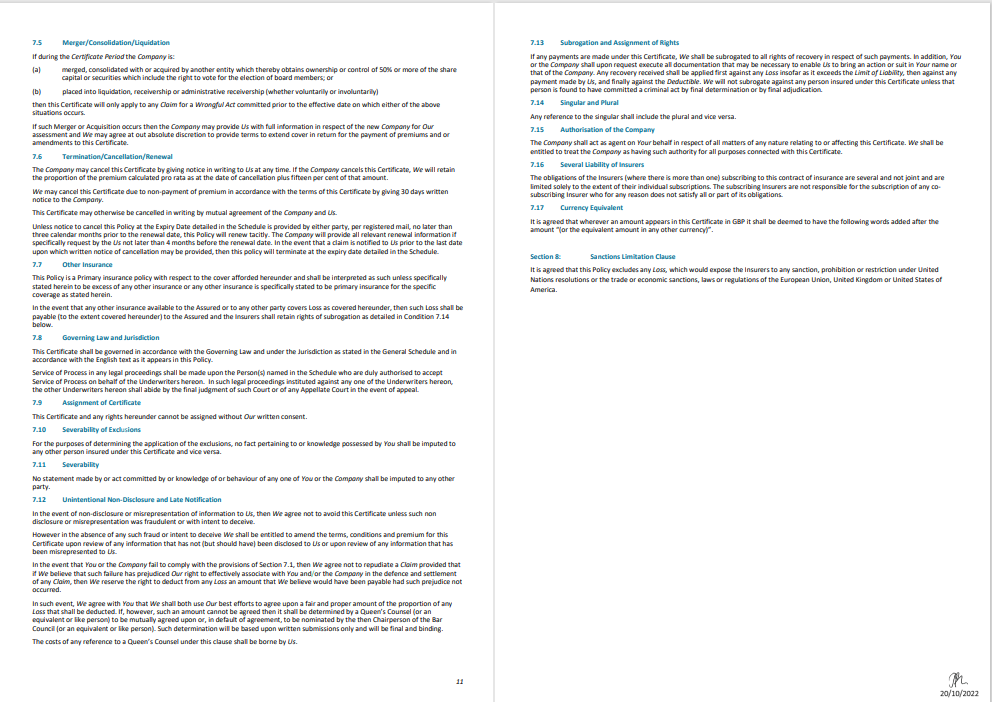 7.5 Merger/Consolidation/Liquidation
If during the Certificate Period the Company is:
(a) merged, consolidated with or acquired by another entity which thereby obtains ownership or control of 50% or more of the share
capital or securities which include the right to vote for the election of board members; or
(b) placed into liquidation, receivership or administrative receivership (whether voluntarily or involuntarily)
then this Certificate will only apply to any Claim for a Wrongful Act committed prior to the effective date on which either of the above
situations occurs.
If such Merger or Acquisition occurs then the Company may provide Us with full information in respect of the new Company for Our
assessment and We may agree at out absolute discretion to provide terms to extend cover in return for the payment of premiums and or
amendments to this Certificate.
7.6 Termination/Cancellation/Renewal
The Company may cancel this Certificate by giving notice in writing to Us at any time. If the Company cancels this Certificate, We will retain
the proportion of the premium calculated pro rata as at the date of cancellation plus fifteen per cent of that amount.
We may cancel this Certificate due to non-payment of premium in accordance with the terms of this Certificate by giving 30 days written
notice to the Company.
This Certificate may otherwise be cancelled in writing by mutual agreement of the Company and Us.
Unless notice to cancel this Policy at the Expiry Date detailed in the Schedule is provided by either party, per registered mail, no later than
three calendar months prior to the renewal date, this Policy will renew tacitly. The Company will provide all relevant renewal information if
specifically request by the Us not later than 4 months before the renewal date. In the event that a claim is notified to Us prior to the last date
upon which written notice of cancellation may be provided, then this policy will terminate at the expiry date detailed in the Schedule.
7.7 Other Insurance
This Policy is a Primary insurance policy with respect to the cover afforded hereunder and shall be interpreted as such unless specifically
stated herein to be excess of any other insurance or any other insurance is specifically stated to be primary insurance for the specific
coverage as stated herein.
In the event that any other insurance available to the Assured or to any other party covers Loss as covered hereunder, then such Loss shall be
payable (to the extent covered hereunder) to the Assured and the Insurers shall retain rights of subrogation as detailed in Condition 7.14
below.
7.8 Governing Law and Jurisdiction
This Certificate shall be governed in accordance with the Governing Law and under the Jurisdiction as stated in the General Schedule and in
accordance with the English text as it appears in this Policy.
Service of Process in any legal proceedings shall be made upon the Person(s) named in the Schedule who are duly authorised to accept
Service of Process on behalf of the Underwriters hereon. In such legal proceedings instituted against any one of the Underwriters hereon,
the other Underwriters hereon shall abide by the final judgment of such Court or of any Appellate Court in the event of appeal.
7.9 Assignment of Certificate
This Certificate and any rights hereunder cannot be assigned without Our written consent.
7.10 Severability of Exclusions
For the purposes of determining the application of the exclusions, no fact pertaining to or knowledge possessed by You shall be imputed to
any other person insured under this Certificate and vice versa.
7.11 Severability
No statement made by or act committed by or knowledge of or behaviour of any one of You or the Company shall be imputed to any other
party.
7.12 Unintentional Non-Disclosure and Late Notification
In the event of non-disclosure or misrepresentation of information to Us, then We agree not to avoid this Certificate unless such non
disclosure or misrepresentation was fraudulent or with intent to deceive.
However in the absence of any such fraud or intent to deceive We shall be entitled to amend the terms, conditions and premium for this
Certificate upon review of any information that has not (but should have) been disclosed to Us or upon review of any information that has
been misrepresented to Us.
In the event that You or the Company fail to comply with the provisions of Section 7.1, then We agree not to repudiate a Claim provided that
if We believe that such failure has prejudiced Our right to effectively associate with You and/or the Company in the defence and settlement
of any Claim, then We reserve the right to deduct from any Loss an amount that We believe would have been payable had such prejudice not
occurred.
In such event, We agree with You that We shall both use Our best efforts to agree upon a fair and proper amount of the proportion of any
Loss that shall be deducted. If, however, such an amount cannot be agreed then it shall be determined by a Queen's Counsel (or an
equivalent or like person) to be mutually agreed upon or, in default of agreement, to be nominated by the then Chairperson of the Bar
Council (or an equivalent or like person). Such determination will be based upon written submissions only and will be final and binding.
The costs of any reference to a Queen's Counsel under this clause shall be borne by Us.
11
7.13 Subrogation and Assignment of Rights
If any payments are made under this Certificate, We shall be subrogated to all rights of recovery in respect of such payments. In addition, You
or the Company shall upon request execute all documentation that may be necessary to enable Us to bring an action or suit in Your name or
that of the Company. Any recovery received shall be applied first against any Loss insofar as it exceeds the Limit of Liability, then against any
payment made by Us, and finally against the Deductible. We will not subrogate against any person insured under this Certificate unless that
person is found to have committed a criminal act by final determination or by final adjudication.
7.14 Singular and Plural
Any reference to the singular shall include the plural and vice versa.
7.15 Authorisation of the Company
The Company shall act as agent on Your behalf in respect of all matters of any nature relating to or affecting this Certificate. We shall be
entitled to treat the Company as having such authority for all purposes connected with this Certificate.
7.16 Several Liability of Insurers
The obligations of the Insurers (where there is more than one) subscribing to this contract of insurance are several and not joint and are
limited solely to the extent of their individual subscriptions. The subscribing Insurers are not responsible for the subscription of any co-
subscribing Insurer who for any reason does not satisfy all or part of its obligations.
7.17 Currency Equivalent
It is agreed that wherever an amount appears in this Certificate in GBP it shall be deemed to have the following words added after the
amount "(or the equivalent amount in any other currency)".
Section 8: Sanctions Limitation Clause
It is agreed that this Policy excludes any Loss, which would expose the Insurers to any sanction, prohibition or restriction under United
Nations resolutions or the trade or economic sanctions, laws or regulations of the European Union, United Kingdom or United States of
America.
20/10/2022